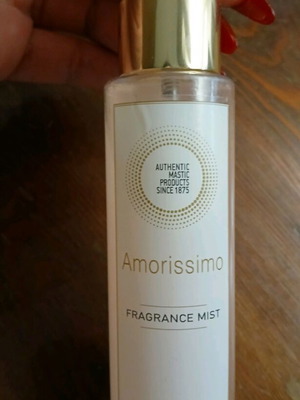 AUTHENTIC
MASTIC
PRODUCTS
SINCE 1875
Amorissimo
FRAGRANCE MIST